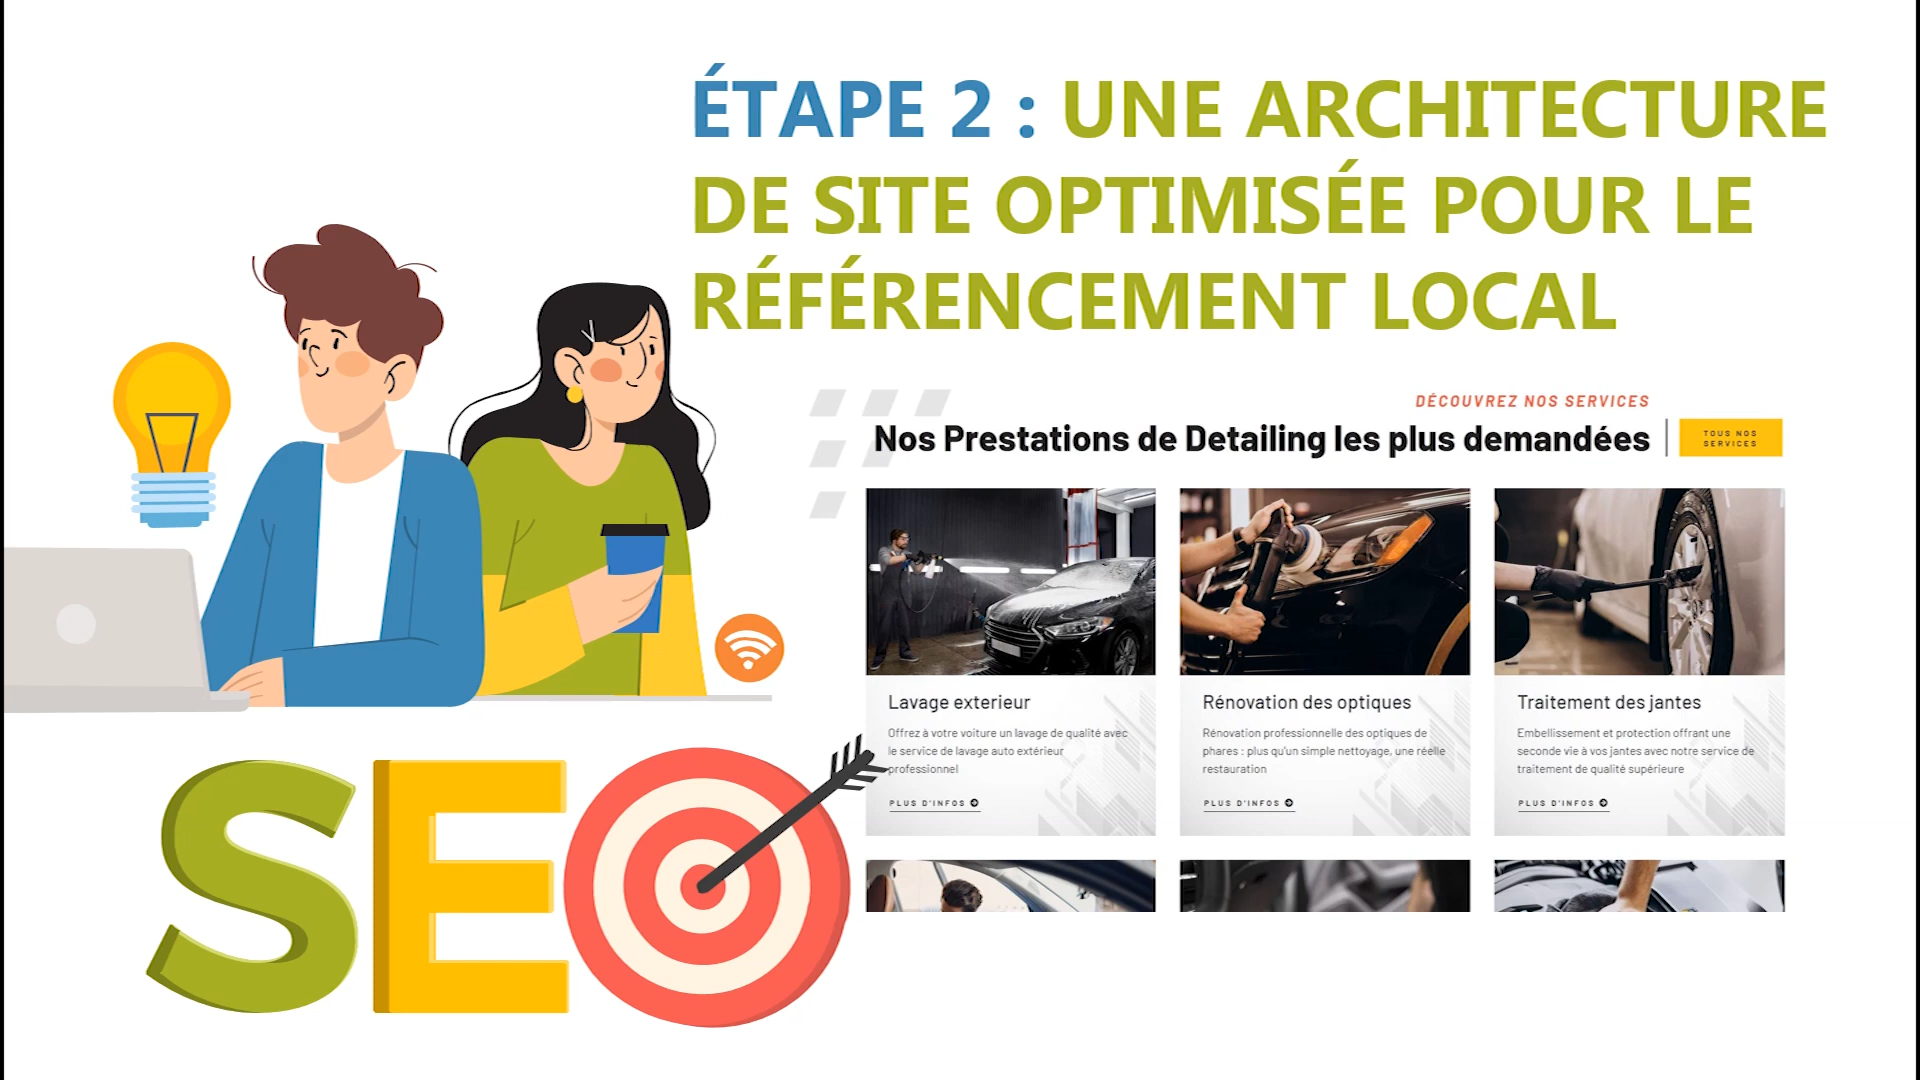 ÉTAPE 2 : UNE ARCHITECTURE
DE SITE OPTIMISÉE POUR LE
RÉFÉRENCEMENT LOCAL
DÉCOUVREZ NOS SERVICES
Nos Prestations de Detailing les plus demandées
TOUS NOS
SERVICES
Lavage exterieur
Offrez à votre voiture un lavage de qualité avec
le service de lavage auto extérieur
professionnel
PLUS D'INFOS
Rénovation des optiques
Rénovation professionnelle des optiques de
phares : plus qu'un simple nettoyage, une réelle
restauration
PLUS D'INFOS
Traitement des jantes
Embellissement et protection offrant une
seconde vie à vos jantes avec notre service de
traitement de qualité supérieure
PLUS D'INFOS
SEO